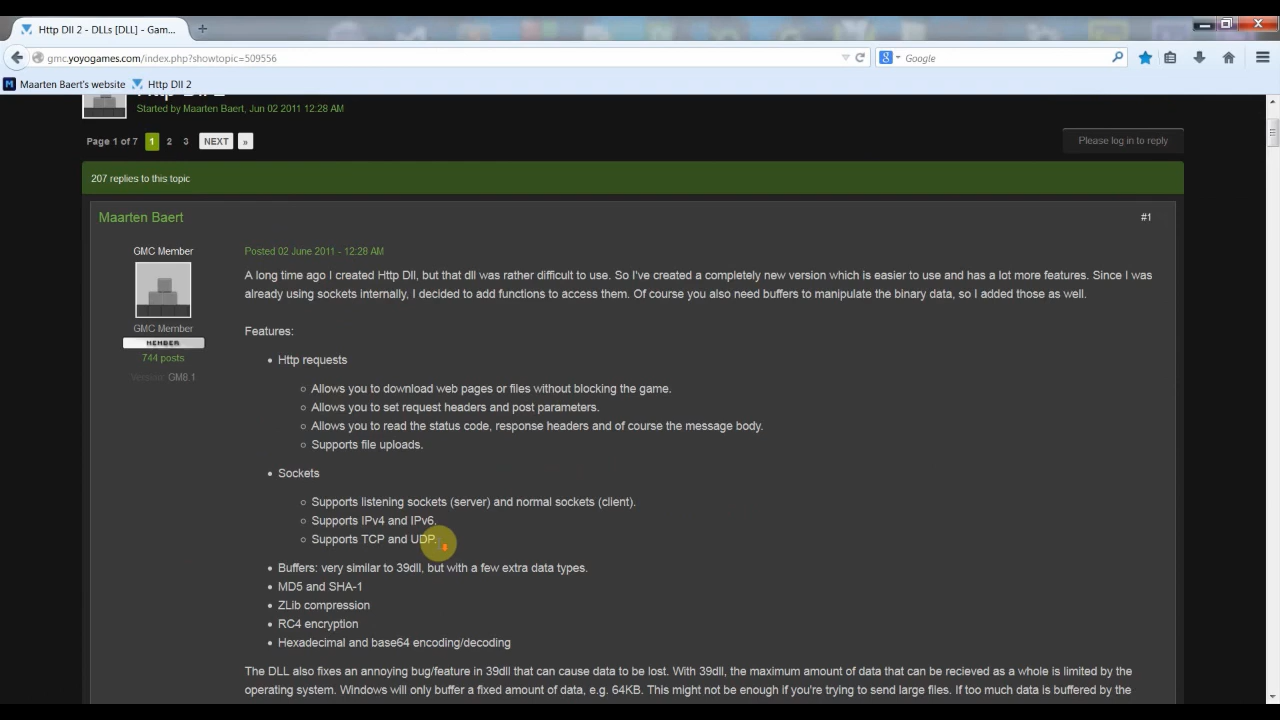 Http Dll 2 - DLLs [DLL] - Gam...
gmc.yoyogames.com/index.php?showtopic=509556
Google
Maarten Baert's website
Http Dll 2
Http Dll 2
Started by Maarten Baert, Jun 02 2011 12:28 AM
Page 1 of 7 1 2 3 NEXT »
Please log in to reply
207 replies to this topic
Maarten Baert
#1
GMC Member
Posted 02 June 2011 - 12:28 AM
A long time ago I created Http Dll, but that dll was rather difficult to use. So I've created a completely new version which is easier to use and has a lot more features. Since I was
already using sockets internally, I decided to add functions to access them. Of course you also need buffers to manipulate the binary data, so I added those as well.
GMC Member
MEMBER
744 posts
Version: GM8.1
Features:
• Http requests
○ Allows you to download web pages or files without blocking the game.
○ Allows you to set request headers and post parameters.
○ Allows you to read the status code, response headers and of course the message body.
○ Supports file uploads.
• Sockets
○ Supports listening sockets (server) and normal sockets (client).
○ Supports IPv4 and IPv6.
○ Supports TCP and UDP.
• Buffers: very similar to 39dll, but with a few extra data types.
• MD5 and SHA-1
• ZLib compression
• RC4 encryption
• Hexadecimal and base64 encoding/decoding
The DLL also fixes an annoying bug/feature in 39dll that can cause data to be lost. With 39dll, the maximum amount of data that can be recieved as a whole is limited by the
operating system. Windows will only buffer a fixed amount of data, e.g. 64KB. This might not be enough if you're trying to send large files. If too much data is buffered by the